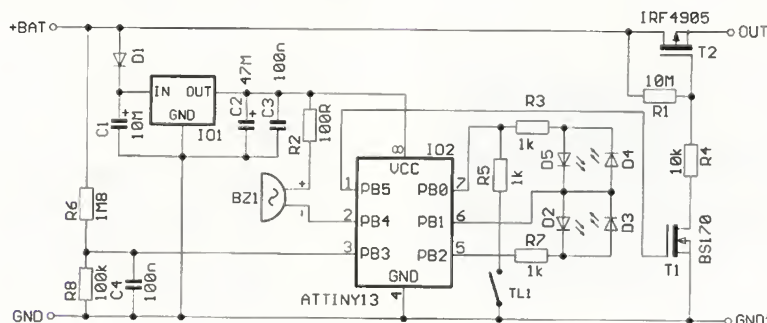 IRF4905
+BAT
OUT
T2
D1
47M
100n
IN OUT
GND
IO1
C1
10M
C2
C3
R2
100R
10M
R1
R3
1k
IO2
R4
10k
8
VCC
1 PB5 PB0 7
R5
1k
D5
D4
BZ1
+
-
2 PB4 PB1 6
R6
1M8
D2
D3
3 PB3 PB2 5
R7
1k
T1
BS170
GND
4
R8
100k
C4
100n
ATTINY13
TL1
GND
GND